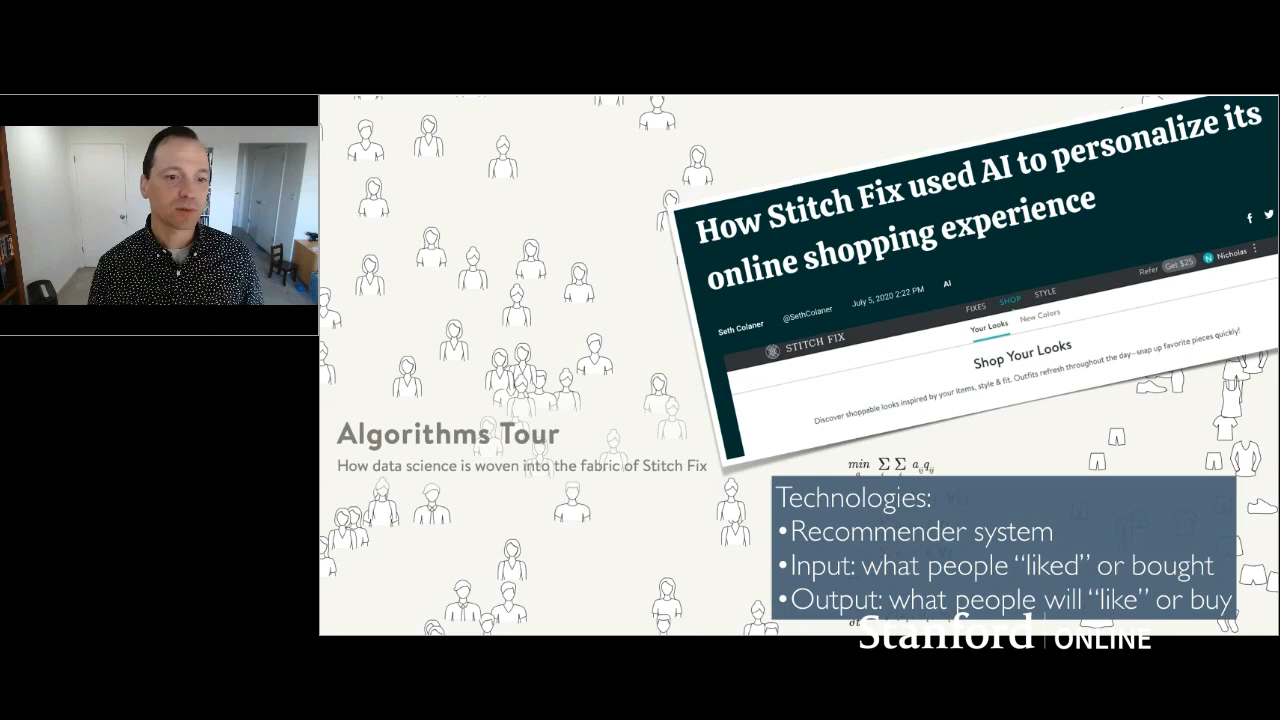 How Stitch Fix used AI to personalize its
online shopping experience
Seth Colaner @SethColaner July 5, 2020 2:22 PM AI
Refer Get $25 N Nicholas
STITCH FIX FIXES SHOP STYLE
Your Looks New Colors
Shop Your Looks
Discover shoppable looks inspired by your items, style & fit. Outfits refresh throughout the day—snap up favorite pieces quickly!
Algorithms Tour
How data science is woven into the fabric of Stitch Fix
min Σ Σ a_ij q_ij
Technologies:
•Recommender system
•Input: what people “liked” or bought
•Output: what people will “like” or buy
Stanford | ONLINE